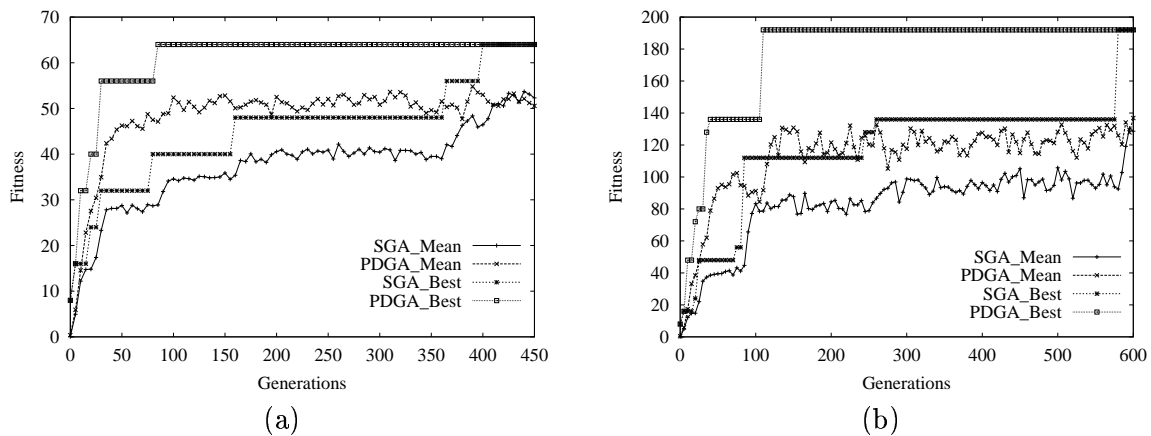 70
60
50
40
30
20
10
0
Fitness
0 50 100 150 200 250 300 350 400 450
Generations
SGA_Mean
PDGA_Mean
SGA_Best
PDGA_Best
(a)
200
180
160
140
120
100
80
60
40
20
0
Fitness
0 100 200 300 400 500 600
Generations
SGA_Mean
PDGA_Mean
SGA_Best
PDGA_Best
(b)